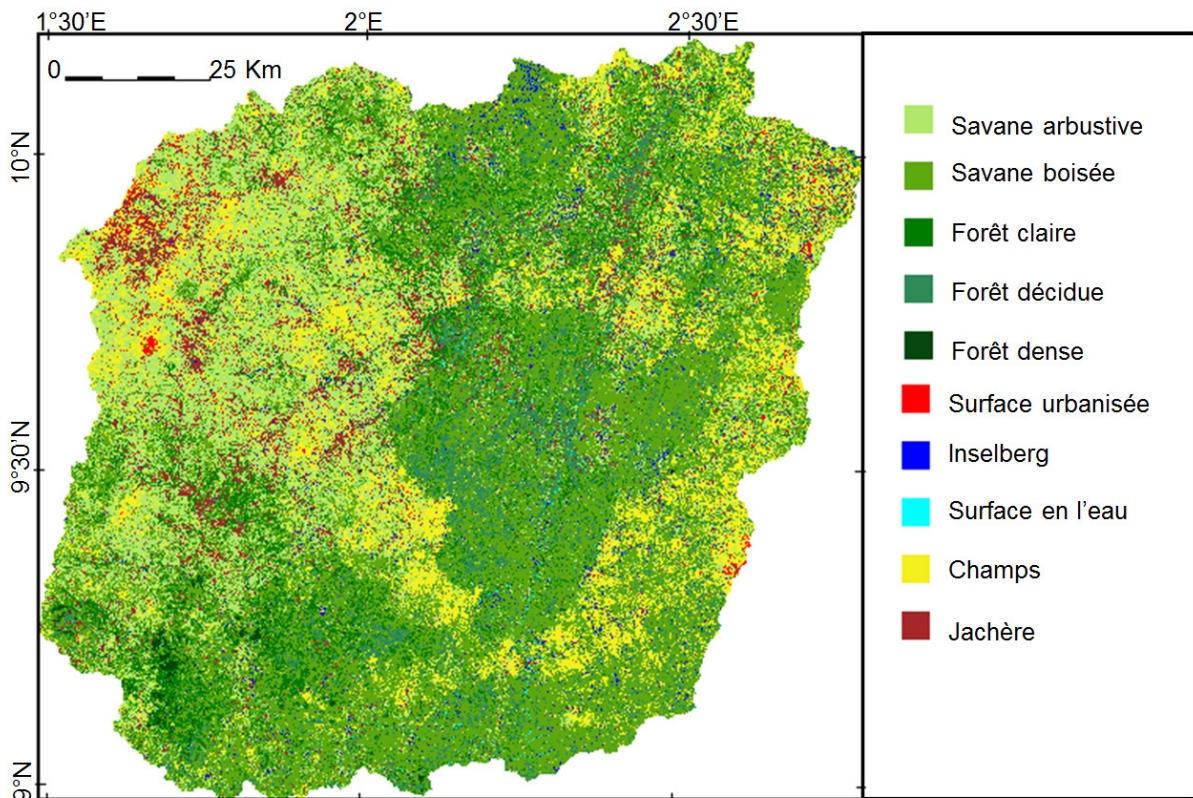 1°30'E 2°E 2°30'E
0 25 Km
10°N
9°30'N
9°N
Savane arbustive
Savane boisée
Forêt claire
Forêt décidue
Forêt dense
Surface urbanisée
Inselberg
Surface en l'eau
Champs
Jachère